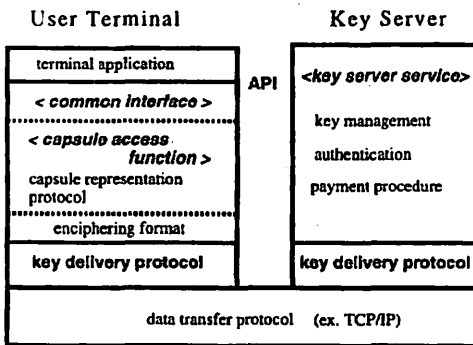 User Terminal
Key Server
terminal application
< common interface >
< capsule access
function >
capsule representation
protocol
enciphering format
key delivery protocol
API
<key server service>
key management
authentication
payment procedure
key delivery protocol
data transfer protocol (ex. TCP/IP)